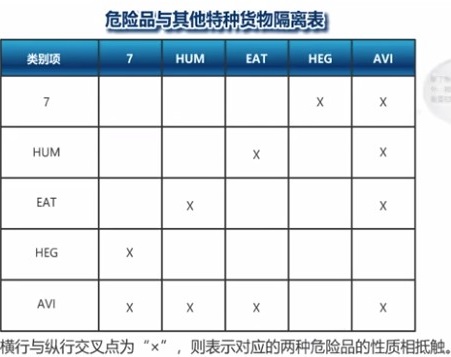 危险品与其他特种货物隔离表
类别项 7 HUM EAT HEG AVI
7 X X
HUM X X
EAT X X
HEG X
AVI X X X X
横行与纵行交叉点为“×”,则表示对应的两种危险品的性质相抵触。